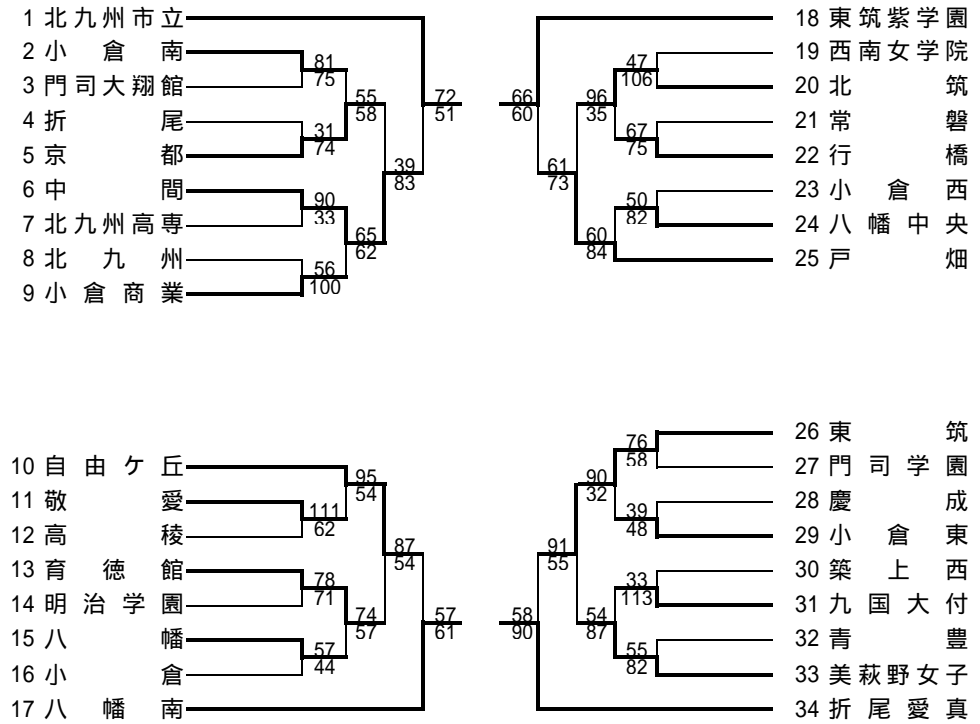 1 北九州市立
2 小倉南
3 門司大翔館
4 折尾
5 京都
6 中間
7 北九州高専
8 北九州
9 小倉商業
81
75
31
74
90
33
56
100
55
58
65
62
39
83
72
51
18 東筑紫学園
19 西南女学院
20 北筑
21 常磐
22 行橋
23 小倉西
24 八幡中央
25 戸畑
66
60
61
73
96
35
60
84
47
106
67
75
50
82
10 自由ケ丘
11 敬愛
12 高稜
13 育徳館
14 明治学園
15 八幡
16 小倉
17 八幡南
111
62
78
71
57
44
95
54
74
57
87
54
57
61
26 東筑
27 門司学園
28 慶成
29 小倉東
30 築上西
31 九国大付
32 青豊
33 美萩野女子
34 折尾愛真
58
90
91
55
90
32
54
87
76
58
39
48
33
113
55
82